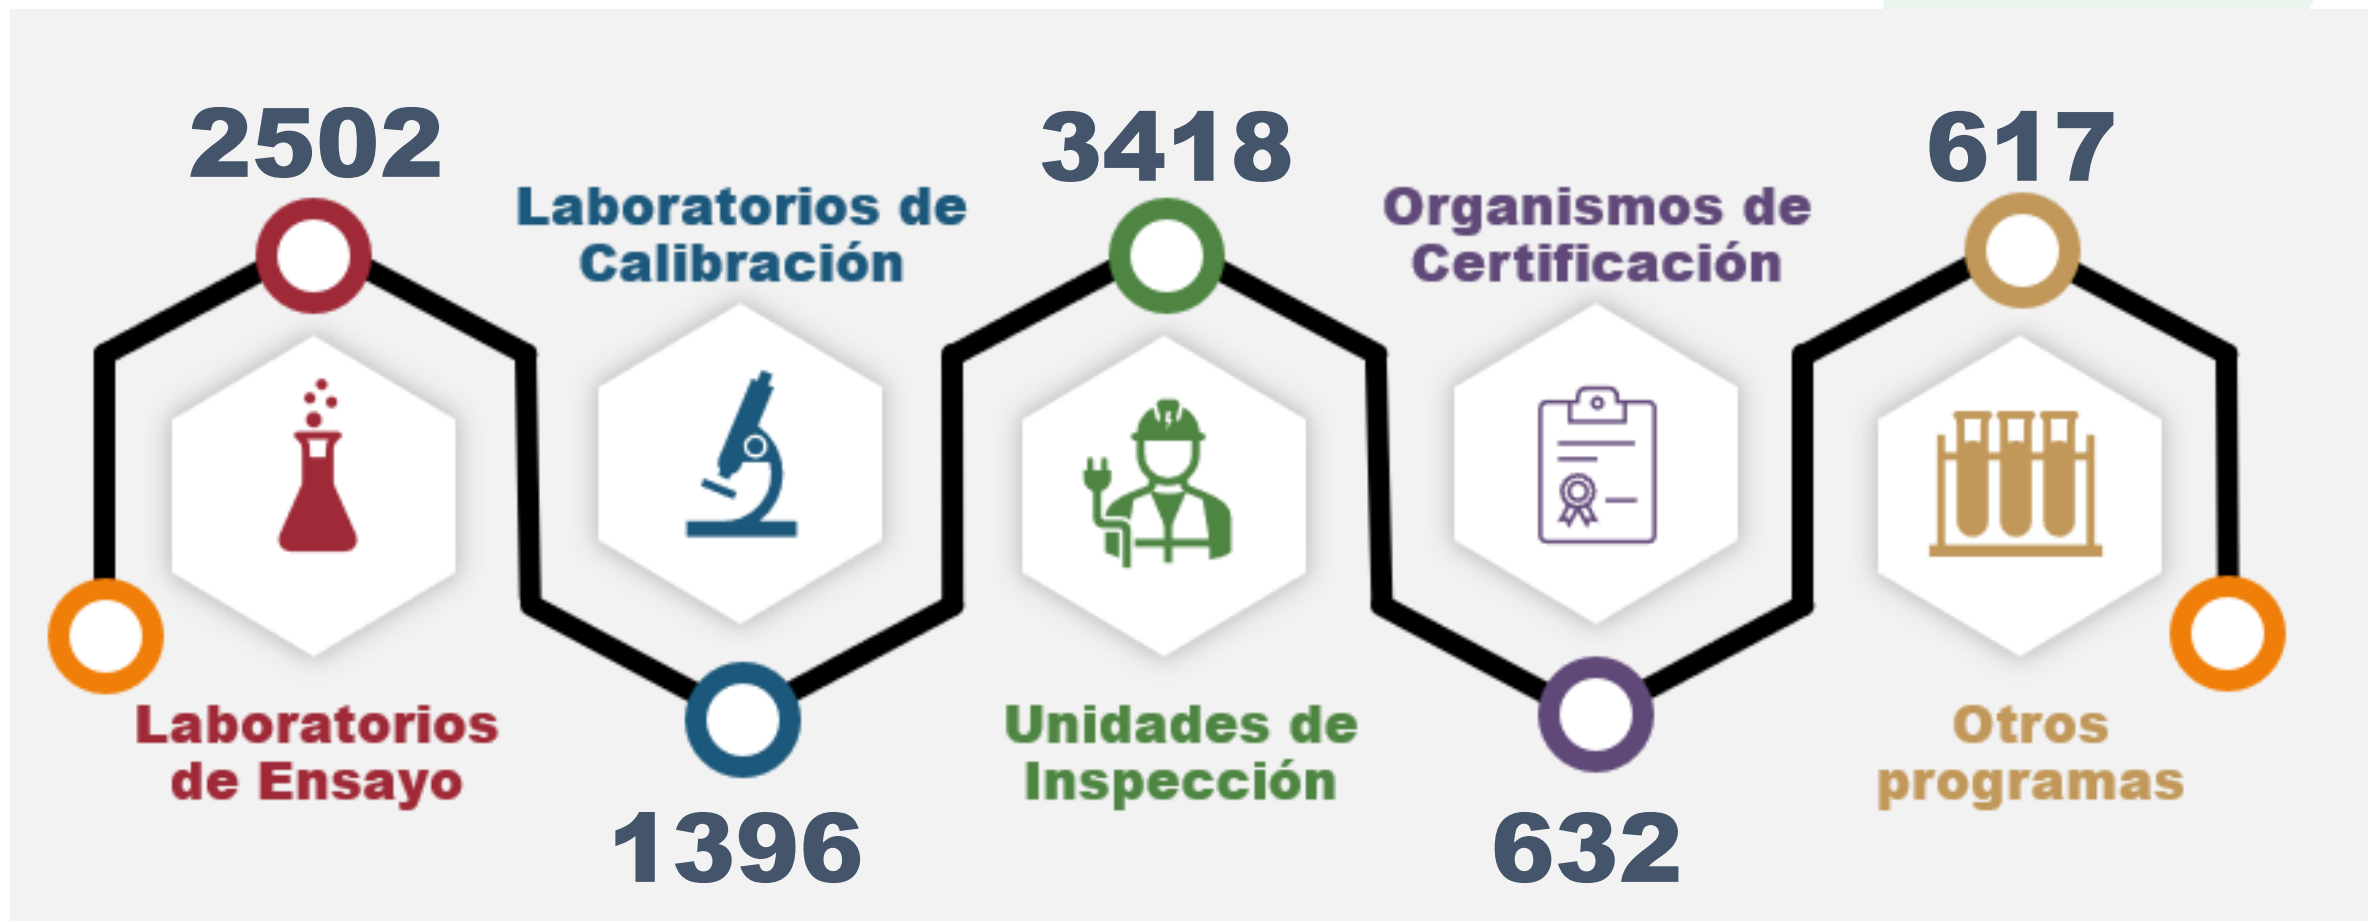 2502
Laboratorios
de Ensayo
Laboratorios de
Calibración
1396
3418
Unidades de
Inspección
Organismos de
Certificación
632
617
Otros
programas